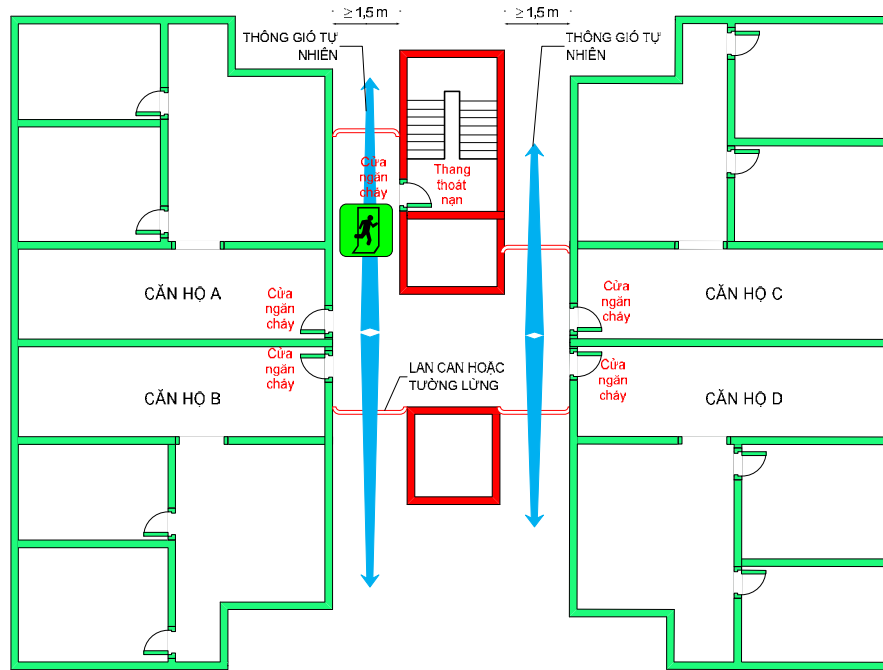 ≥ 1,5 m
≥ 1,5 m
THÔNG GIÓ TỰ
NHIÊN
THÔNG GIÓ TỰ
NHIÊN
Cửa
ngăn
cháy
Thang
thoát
nạn
CĂN HỘ A
Cửa
ngăn
cháy
Cửa
ngăn
cháy
CĂN HỘ C
Cửa
ngăn
cháy
LAN CAN HOẶC
TƯỜNG LỬNG
Cửa
ngăn
cháy
CĂN HỘ B
CĂN HỘ D